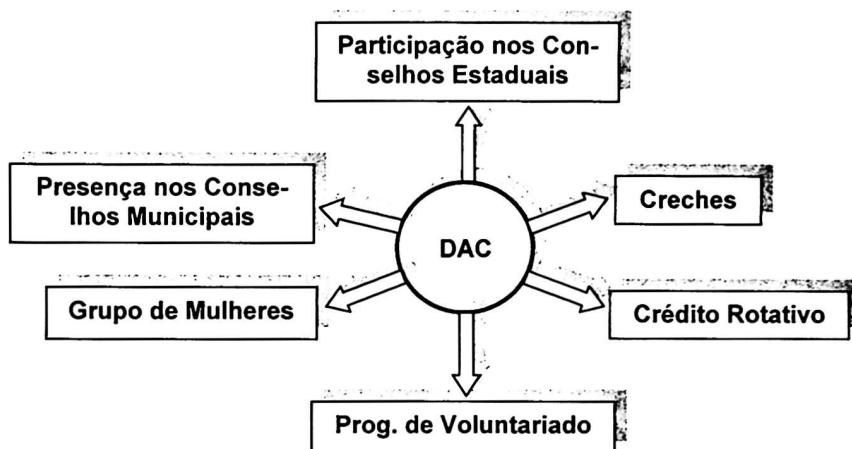 Participação nos Con-
selhos Estaduais
Presença nos Conse-
lhos Municipais
Creches
DAC
Grupo de Mulheres
Crédito Rotativo
Prog. de Voluntariado